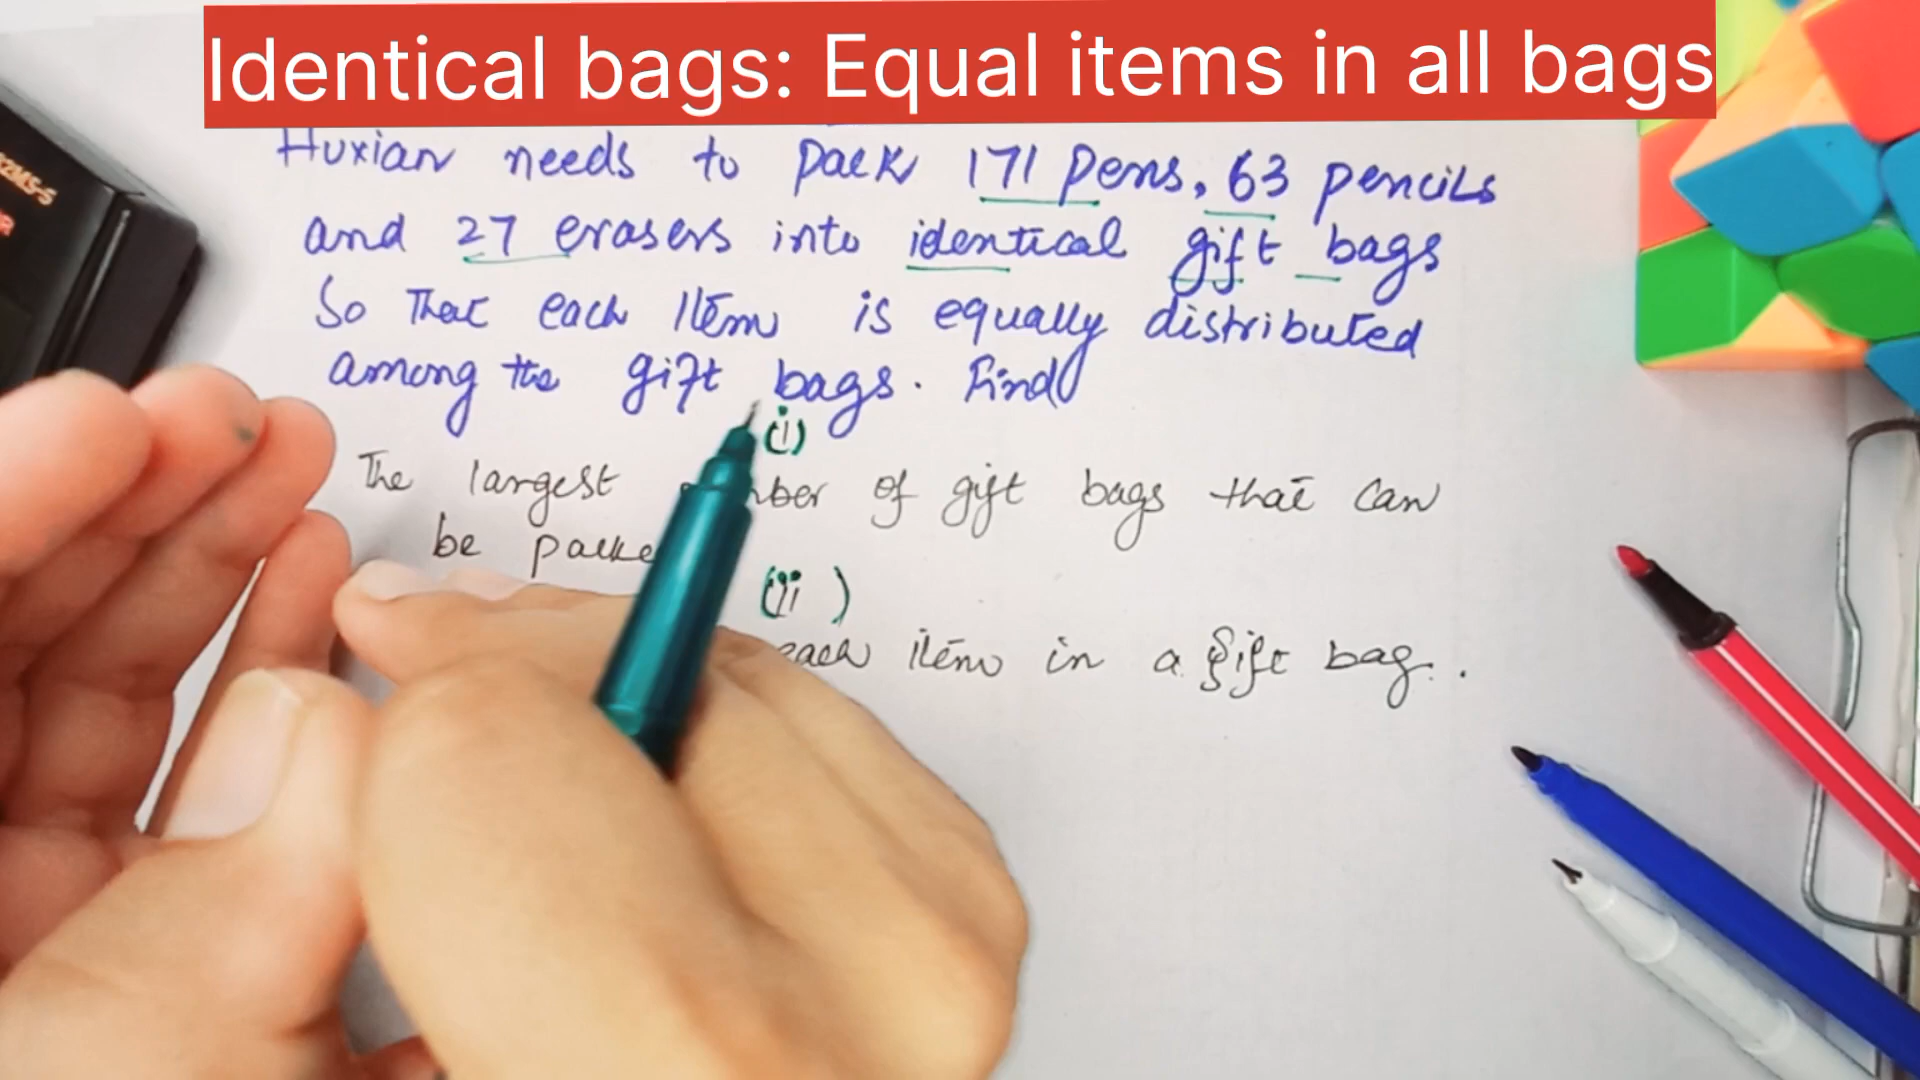 Identical bags: Equal items in all bags
Huxian needs to pack 171 pens, 63 pencils
and 27 erasers into identical gift bags
So that each item is equally distributed
among the gift bags. Find
(i)
The largest of gift bags that can
be
(ii)
each item in a gift bag.